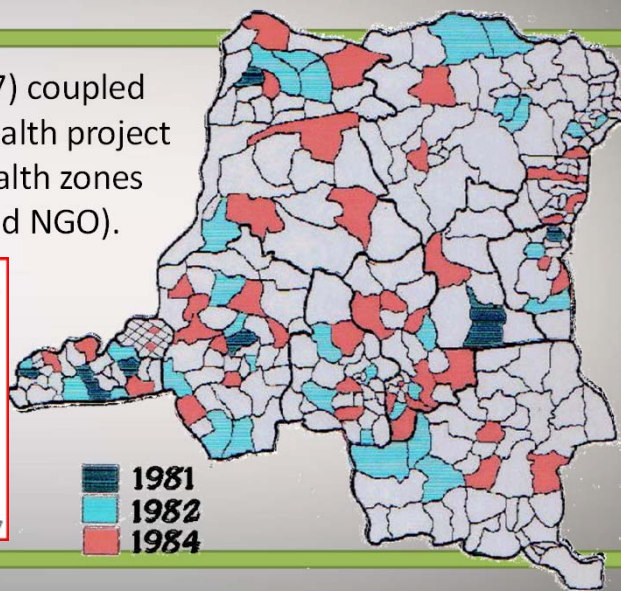 7) coupled
alth project
alth zones
d NGO).
1981
1982
1984